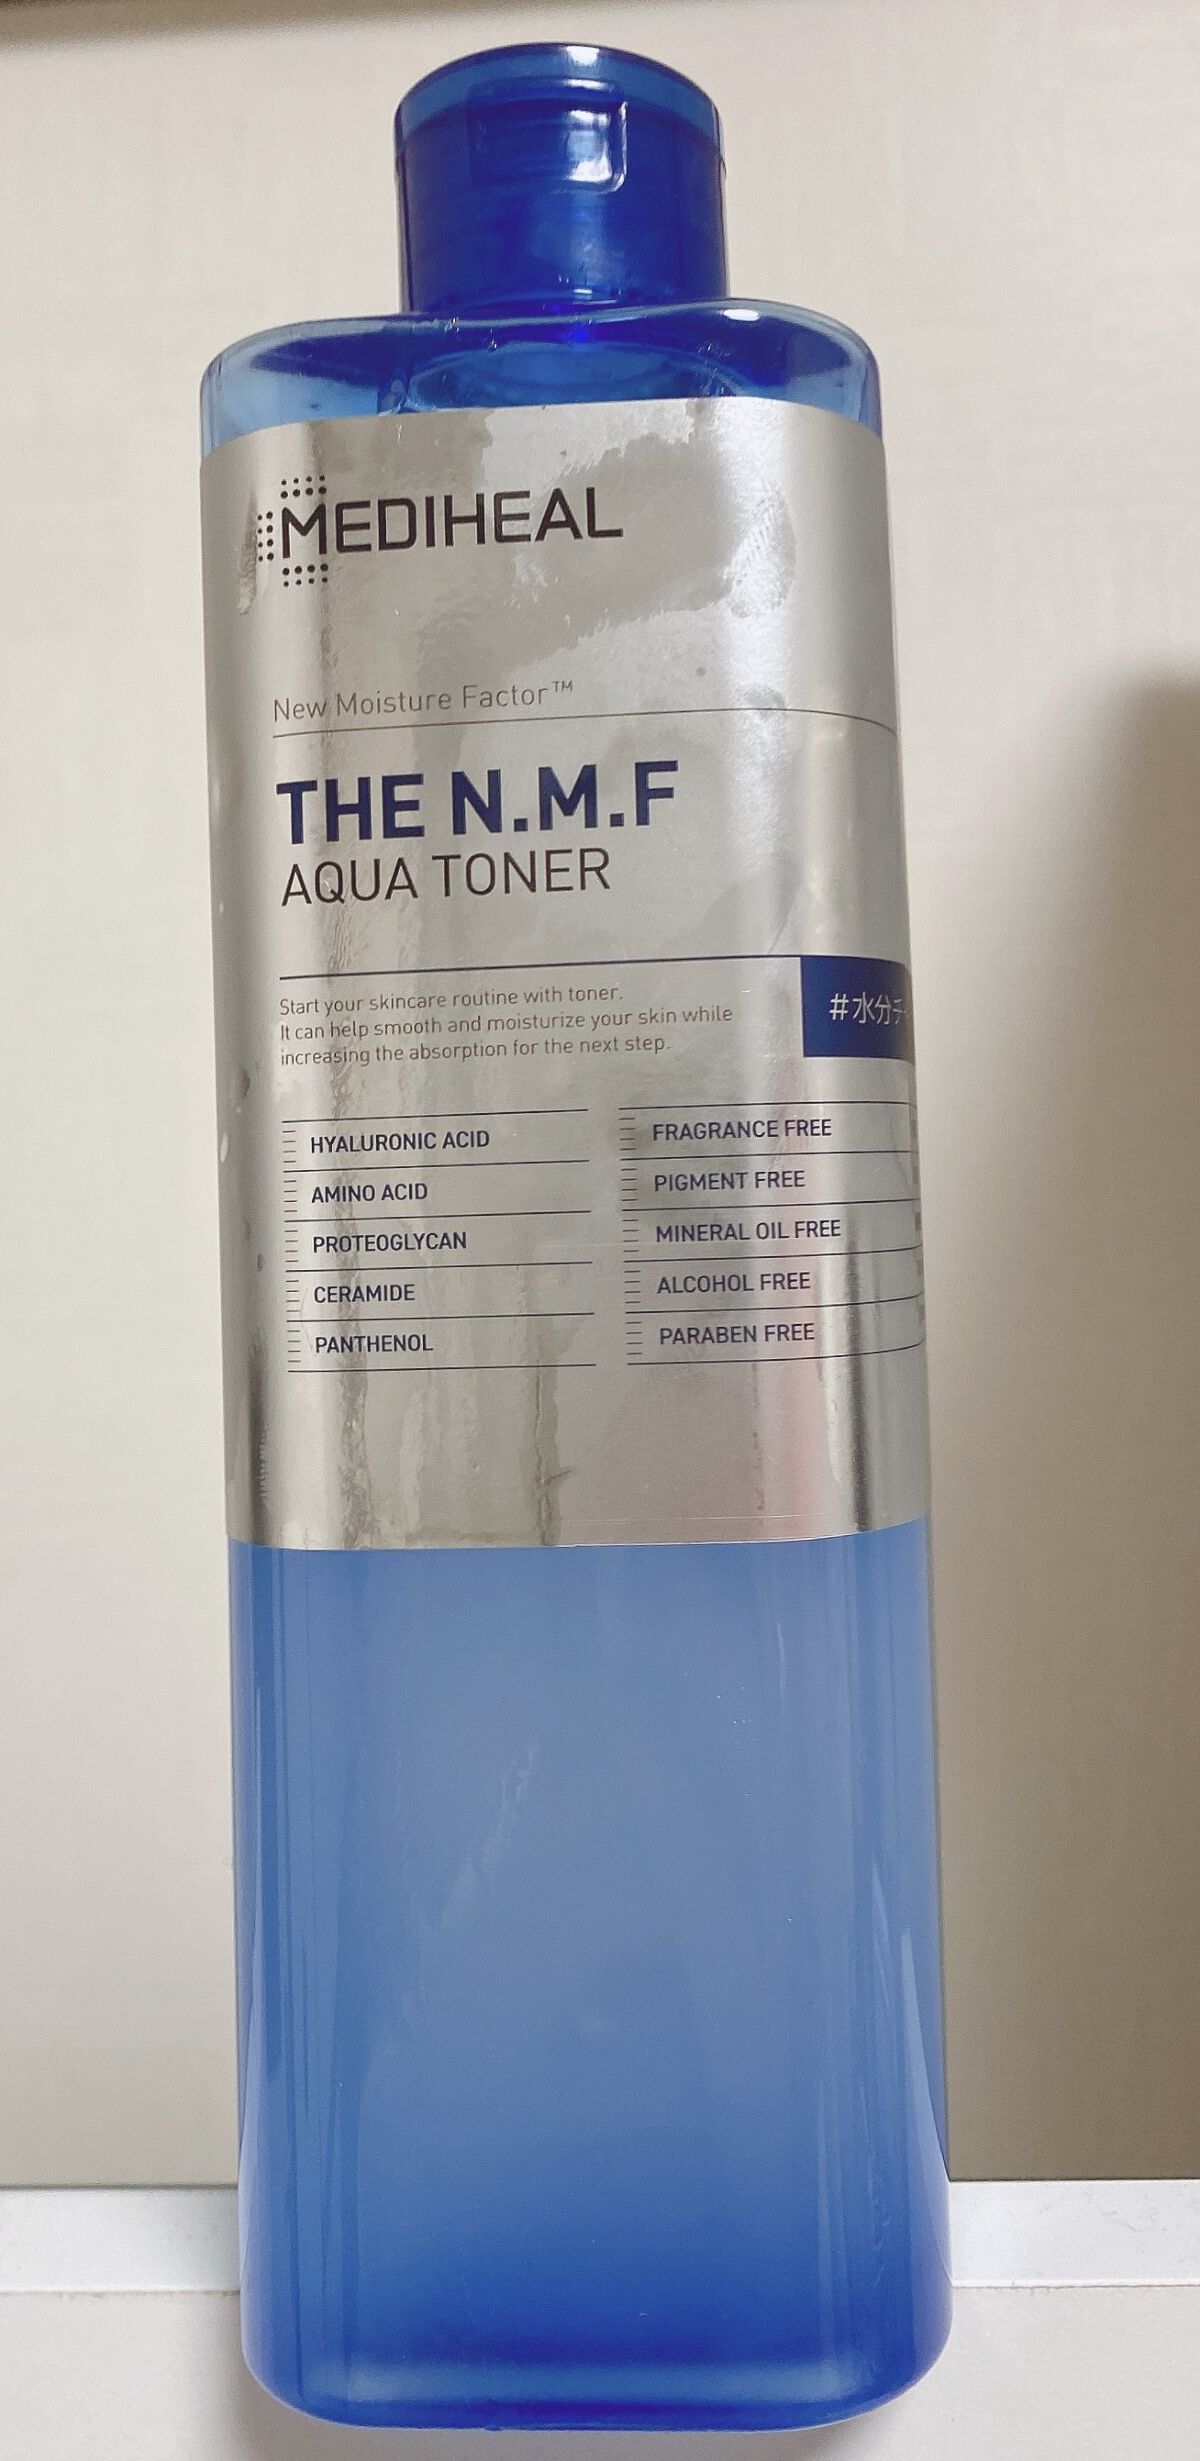 MEDIHEAL
New Moisture Factor™
THE N.M.F
AQUA TONER
Start your skincare routine with toner.
It can help smooth and moisturize your skin while
increasing the absorption for the next step.
#水分
HYALURONIC ACID
AMINO ACID
PROTEOGLYCAN
CERAMIDE
PANTHENOL
FRAGRANCE FREE
PIGMENT FREE
MINERAL OIL FREE
ALCOHOL FREE
PARABEN FREE